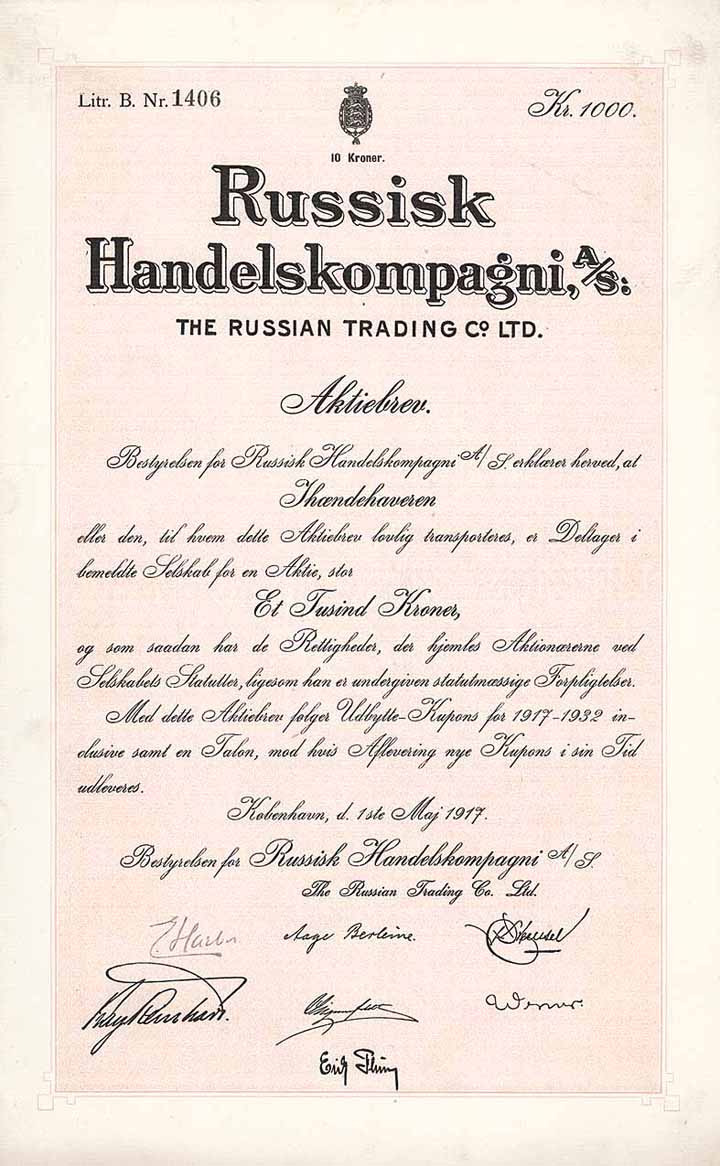 Litr. B. Nr. 1406
Kr. 1000.
10 Kroner.
Russisk
Handelskompagni, A/S:
THE RUSSIAN TRADING Co LTD.
Aktiebrev.
Bestyrelsen for Russisk Handelskompagni A/S. erklærer herved, at
Ihændehaveren
eller den, til hvem dette Aktiebrev lovlig transporteres, er Deltager i
bemeldte Selskab for en Aktie, stor
Et Tusind Kroner,
og som saadan har de Rettigheder, der hjemles Aktionærerne ved
Selskabets Statutter, ligesom han er undergiven statutmæssige Forpligtelser.
Med dette Aktiebrev følger Udbytte-Kupons for 1917-1932 in-
clusive samt en Talon, mod hvis Aflevering nye Kupons i sin Tid
udleveres.
København, d. 1ste Maj 1917.
Bestyrelsen for Russisk Handelskompagni A/S.
The Russian Trading Co. Ltd.
Aage Berleme.